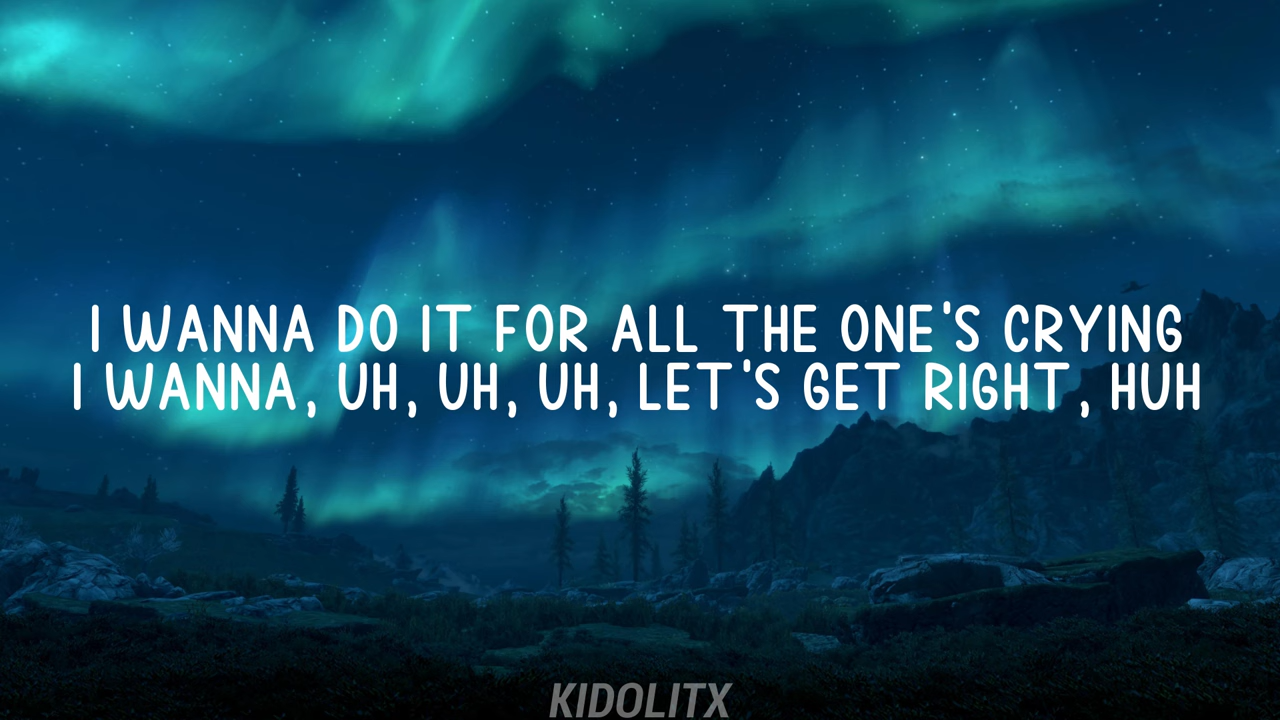 I WANNA DO IT FOR ALL THE ONE'S CRYING
I WANNA, UH, UH, UH, LET'S GET RIGHT, HUH
KIDOLITX